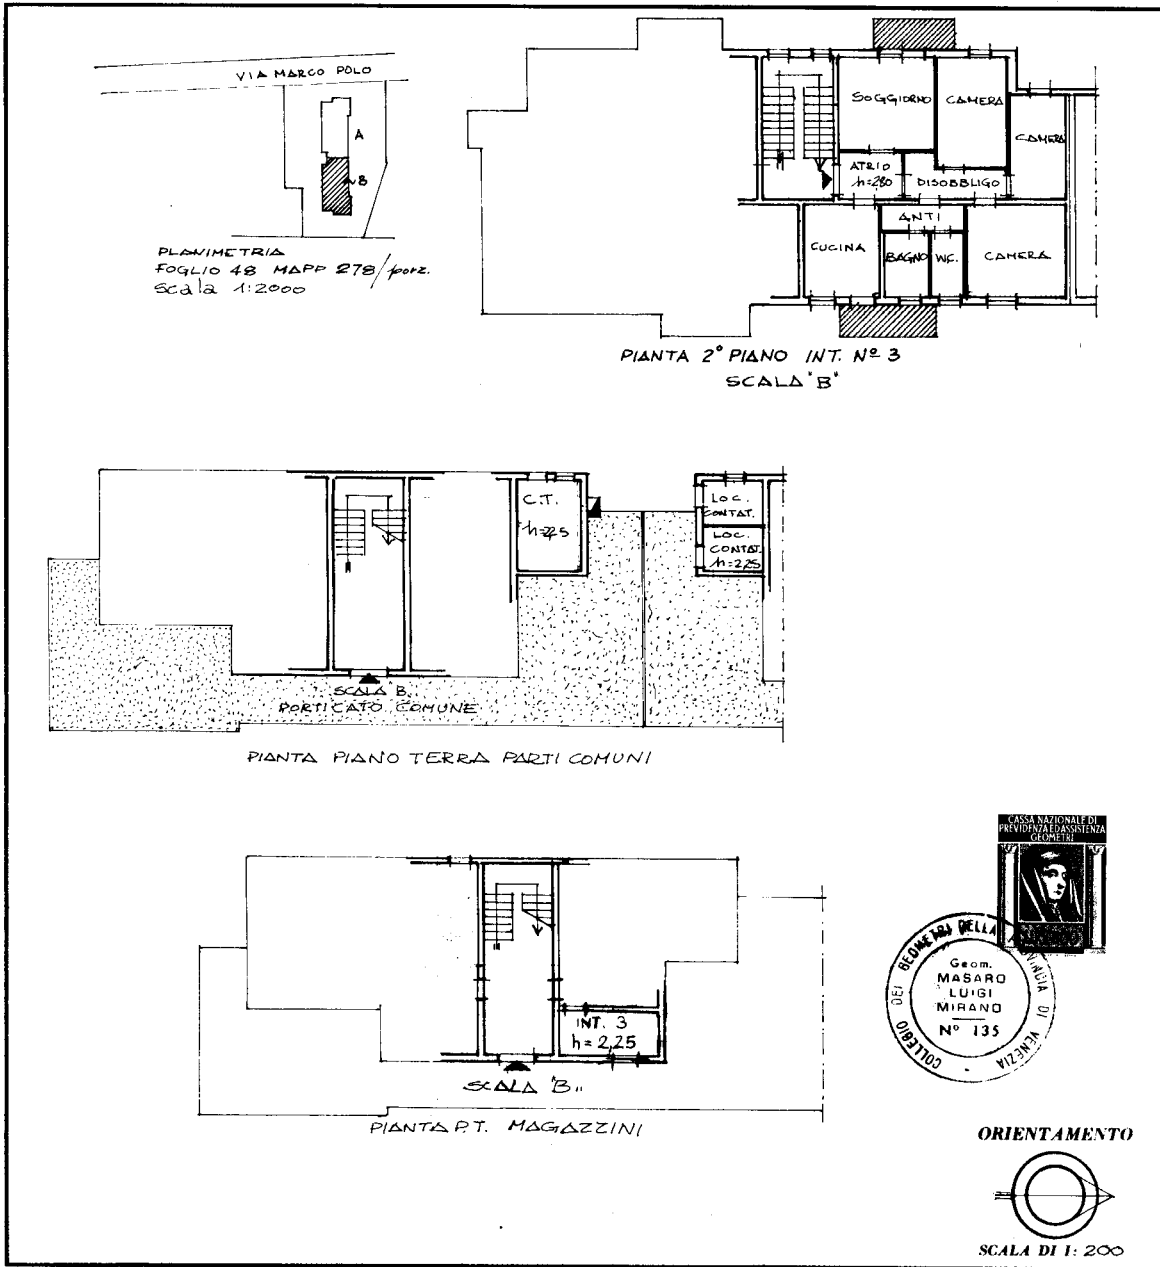 VIA MARCO POLO
A
B
PLANIMETRIA
FOGLIO 48 MAPP 278/porz.
Scala 1:2000
SOGGIORNO
CAMERA
CAMERA
ATRIO
h=280
DISOBBLIGO
ANTI
CUCINA
BAGNO
WC.
CAMERA
PIANTA 2° PIANO INT. Nº 3
SCALA "B"
C.T.
h=2,25
LOC.
CONTAT.
LOC.
CONTAT.
h=2,25
SCALA B.
PORTICATO COMUNE
PIANTA PIANO TERRA PARTI COMUNI
INT. 3
h= 2,25
SCALA "B"
PIANTA P.T. MAGAZZINI
CASSA NAZIONALE DI
PREVIDENZA ED ASSISTENZA
GEOMETRI
COLLEGIO DEI GEOMETRI DELLA PROVINCIA DI VENEZIA
Geom.
MASARO
LUIGI
MIRANO
Nº 135
ORIENTAMENTO
SCALA DI 1: 200